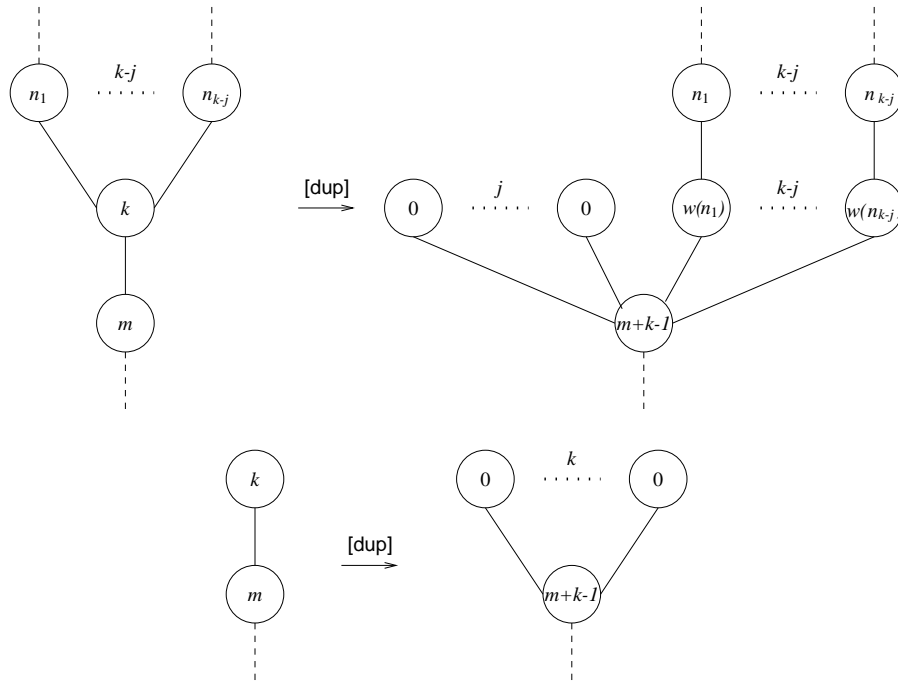 k-j k-j
n1 nk-j n1 nk-j
[dup] j k-j
k 0 0 w(n1) w(nk-j)
m m+k-1
k k
0 0
[dup]
m m+k-1